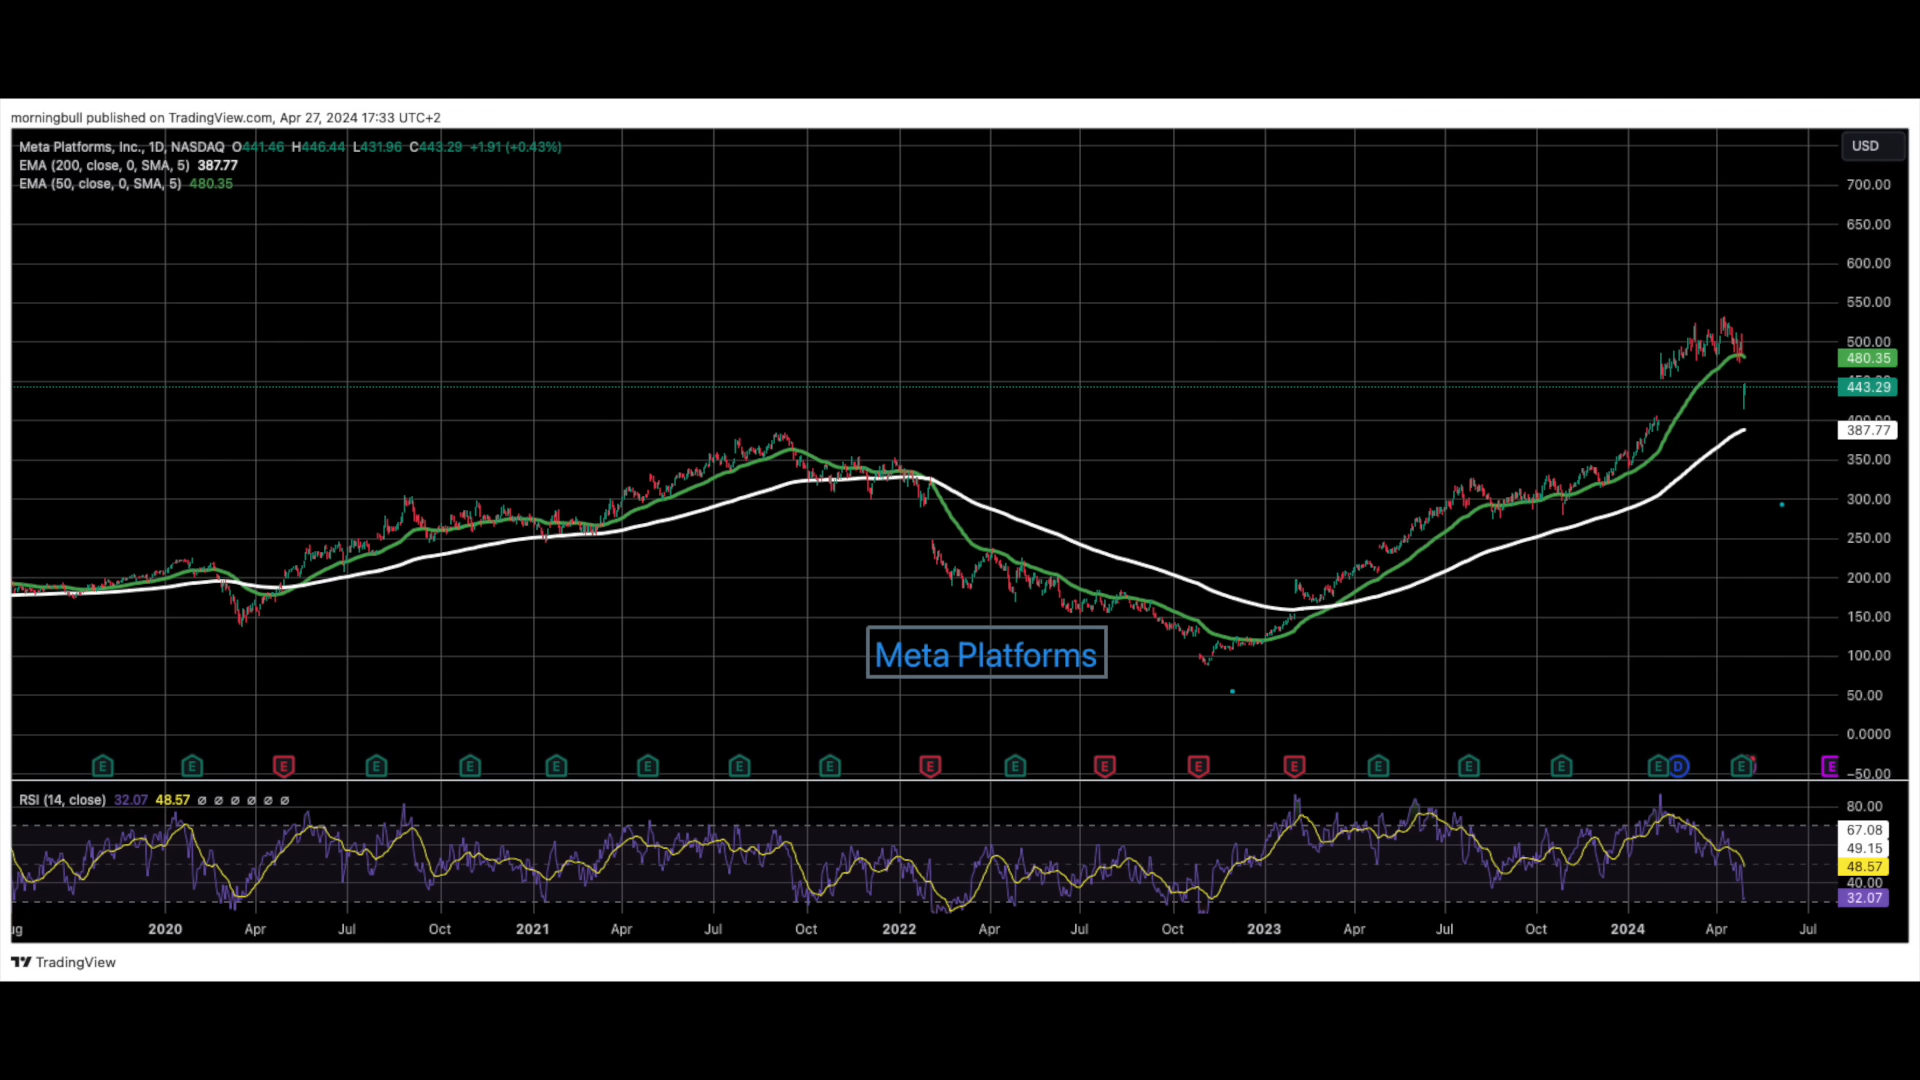 morningbull published on TradingView.com, Apr 27, 2024 17:33 UTC+2
Meta Platforms, Inc., 1D, NASDAQ O441.46 H446.44 L431.96 C443.29 +1.91 (+0.43%)
EMA (200, close, 0, SMA, 5) 387.77
EMA (50, close, 0, SMA, 5) 480.35
USD
700.00
650.00
600.00
550.00
500.00
480.35
443.29
400.00
387.77
350.00
300.00
250.00
200.00
150.00
100.00
50.00
0.0000
−50.00
Meta Platforms
E E E E E E E E E E E E E E E E E E D E E
RSI (14, close) 32.07 48.57 ∅ ∅ ∅ ∅ ∅ ∅
80.00
67.08
49.15
48.57
40.00
32.07
ug 2020 Apr Jul Oct 2021 Apr Jul Oct 2022 Apr Jul Oct 2023 Apr Jul Oct 2024 Apr Jul
TradingView